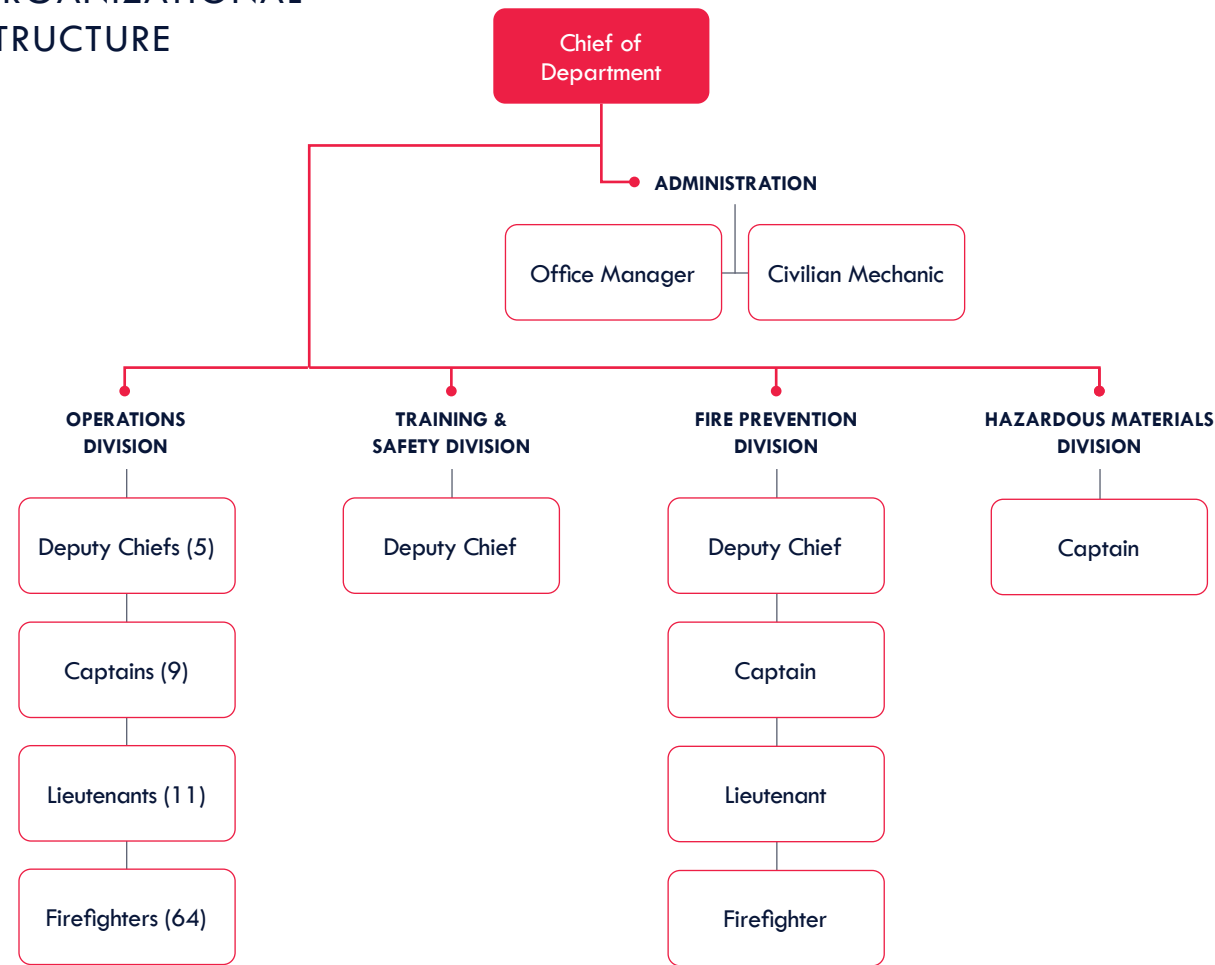 TRUCTURE
Chief of
Department
ADMINISTRATION
Office Manager
Civilian Mechanic
OPERATIONS
DIVISION
TRAINING &
SAFETY DIVISION
FIRE PREVENTION
DIVISION
HAZARDOUS MATERIALS
DIVISION
Deputy Chiefs (5)
Deputy Chief
Deputy Chief
Captain
Captains (9)
Captain
Lieutenants (11)
Lieutenant
Firefighters (64)
Firefighter